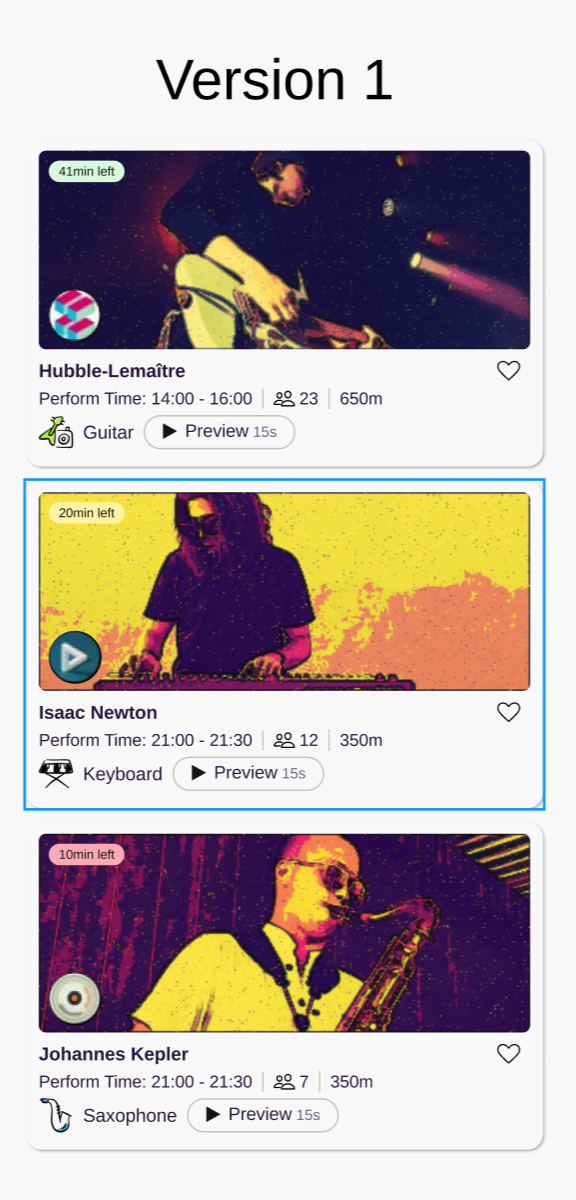 Version 1
41min left
Hubble-Lemaître
Perform Time: 14:00 - 16:00 23 650m
Guitar Preview 15s
20min left
Isaac Newton
Perform Time: 21:00 - 21:30 12 350m
Keyboard Preview 15s
10min left
Johannes Kepler
Perform Time: 21:00 - 21:30 7 350m
Saxophone Preview 15s